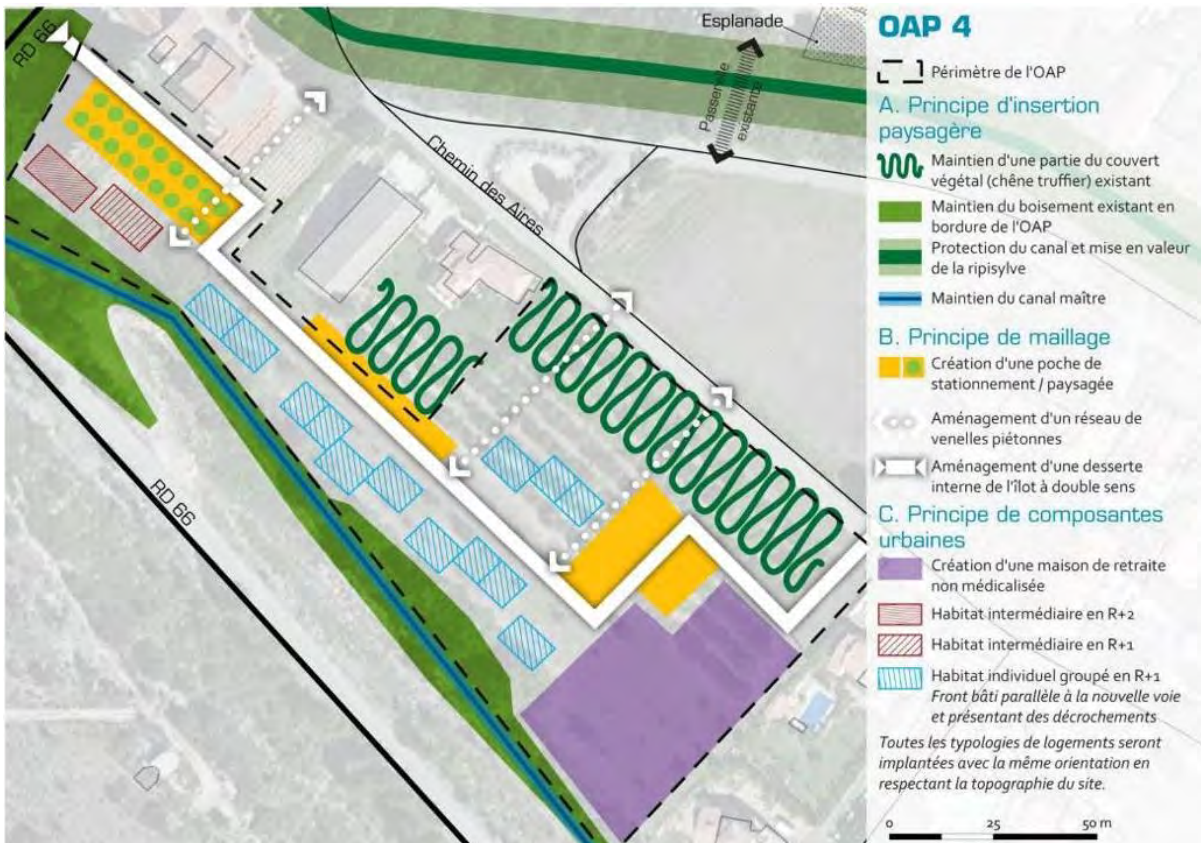 RD 66
Esplanade
Passerelle
existante
Chemin des Aires
RD 66
OAP 4
Périmètre de l'OAP
A. Principe d'insertion
paysagère
Maintien d'une partie du couvert
végétal (chêne truffier) existant
Maintien du boisement existant en
bordure de l'OAP
Protection du canal et mise en valeur
de la ripisylve
Maintien du canal maître
B. Principe de maillage
Création d'une poche de
stationnement / paysagée
Aménagement d'un réseau de
venelles piétonnes
Aménagement d'une desserte
interne de l'îlot à double sens
C. Principe de composantes
urbaines
Création d'une maison de retraite
non médicalisée
Habitat intermédiaire en R+2
Habitat intermédiaire en R+1
Habitat individuel groupé en R+1
Front bâti parallèle à la nouvelle voie
et présentant des décrochements
Toutes les typologies de logements seront
implantées avec la même orientation en
respectant la topographie du site.
0 25 50 m